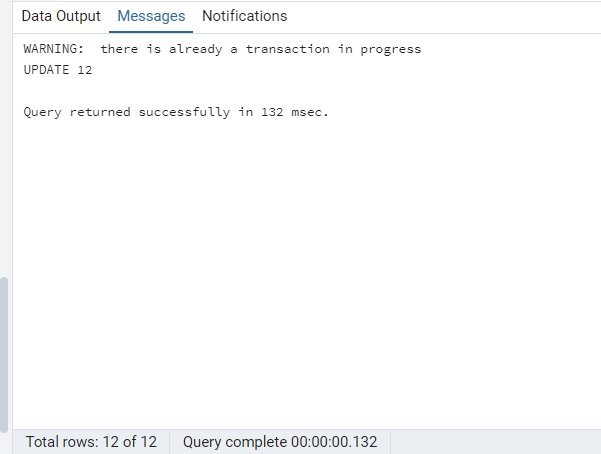 Data Output Messages Notifications
WARNING:  there is already a transaction in progress
UPDATE 12
Query returned successfully in 132 msec.
Total rows: 12 of 12 Query complete 00:00:00.132